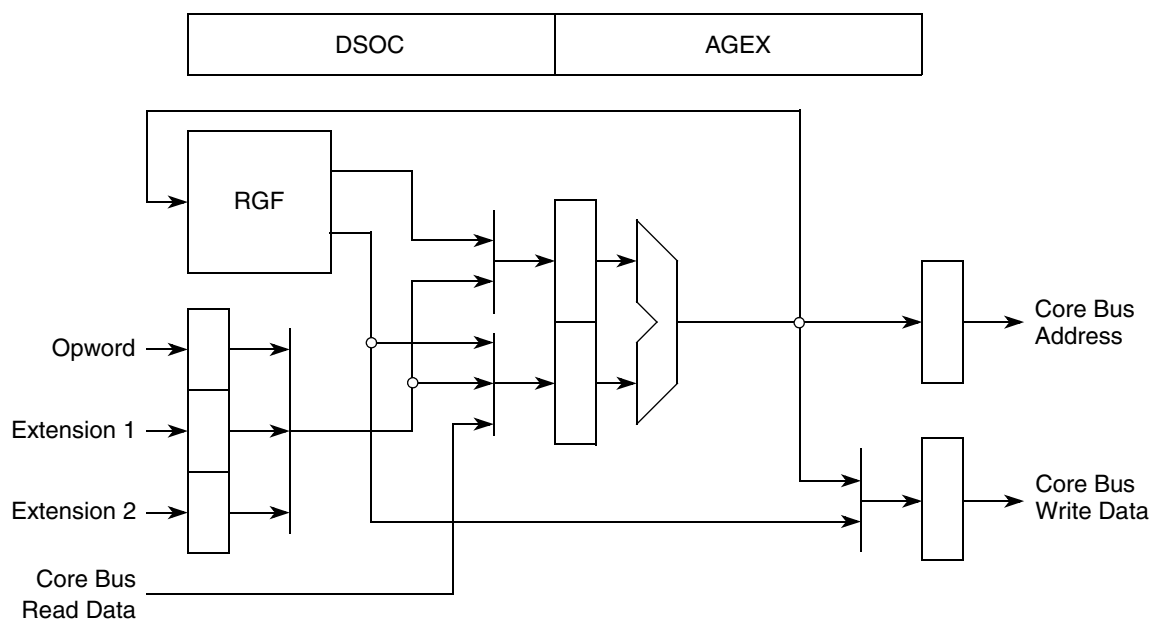 DSOC
AGEX
RGF
Opword
Extension 1
Extension 2
Core Bus
Read Data
Core Bus
Address
Core Bus
Write Data